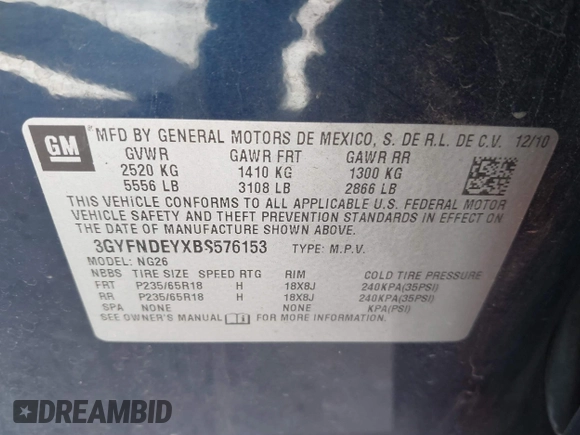 GM
MFD BY GENERAL MOTORS DE MEXICO, S. DE R.L. DE C.V. 12/10
GVWR GAWR FRT GAWR RR
2520 KG 1410 KG 1300 KG
5556 LB 3108 LB 2866 LB
THIS VEHICLE CONFORMS TO ALL APPLICABLE U.S. FEDERAL MOTOR
VEHICLE SAFETY AND THEFT PREVENTION STANDARDS IN EFFECT ON
THE DATE OF MANUFACTURE SHOWN ABOVE.
3GYFNDEYXBS576153 TYPE: M.P.V.
MODEL: NG26
NBBS TIRE SIZE SPEED RTG RIM COLD TIRE PRESSURE
FRT P235/65R18 H 18X8J 240KPA(35PSI)
RR P235/65R18 H 18X8J 240KPA(35PSI)
SPA NONE NONE KPA(PSI)
SEE OWNER'S MANUAL FOR MORE INFORMATION.
DREAMBID